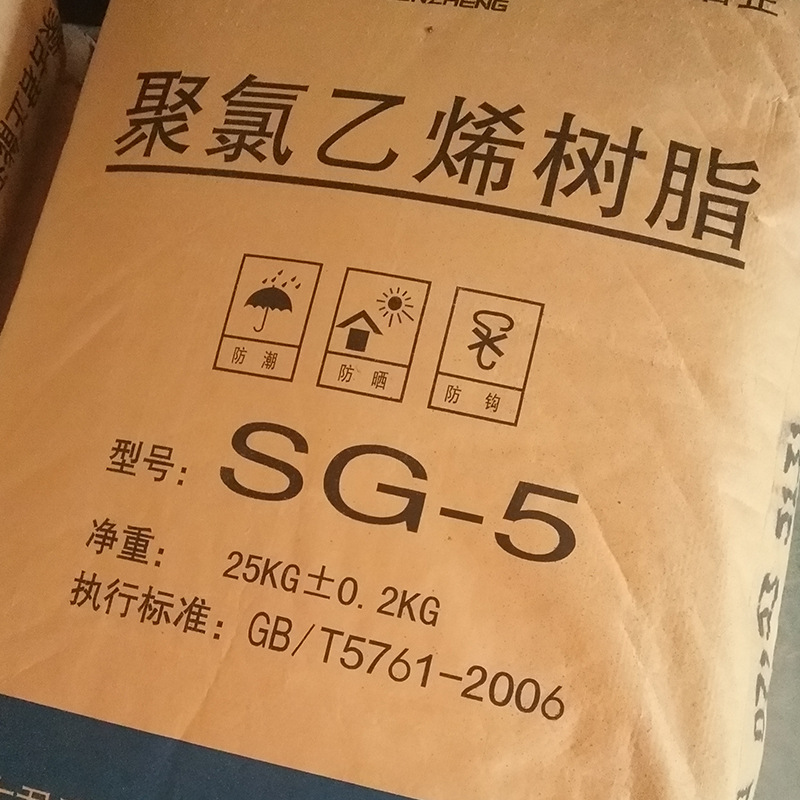 聚氯乙烯树脂
防潮 防晒 防钩
型号: SG-5
净重: 25KG±0.2KG
执行标准: GB/T5761-2006